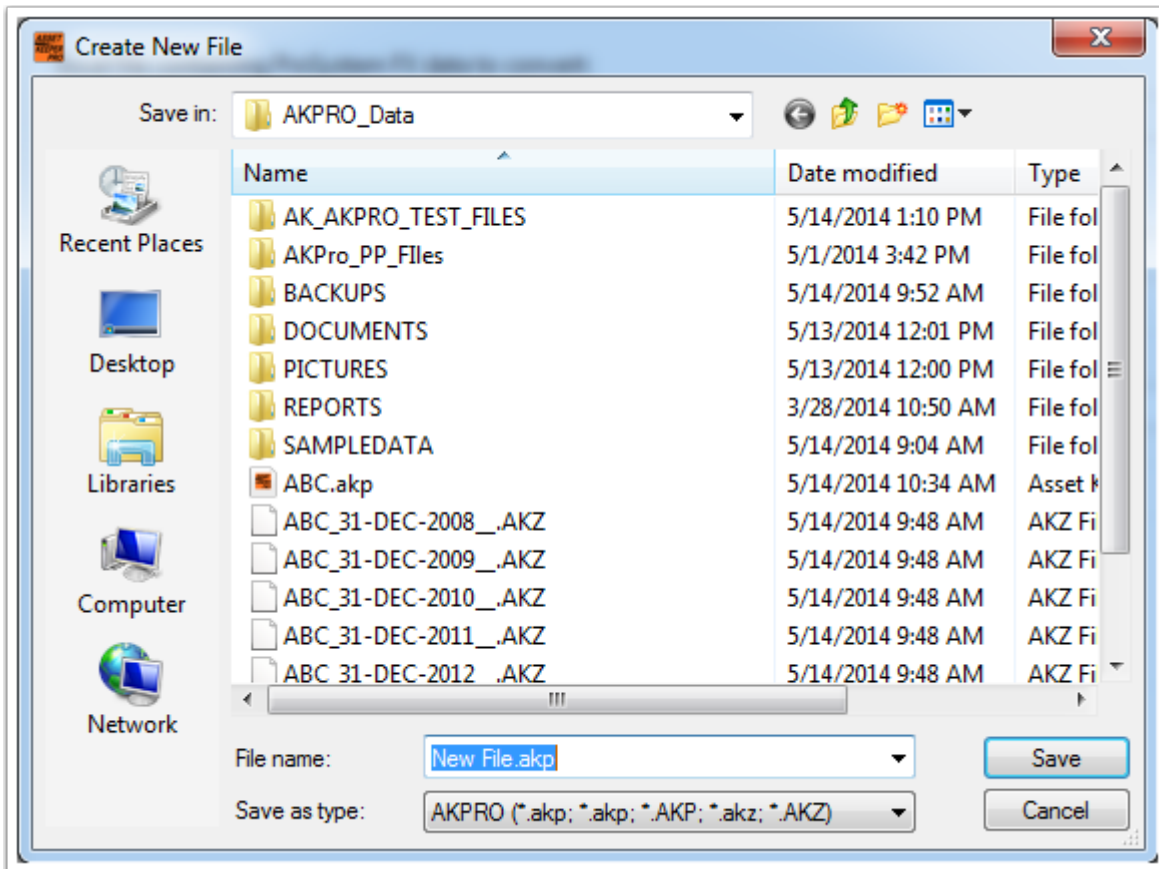 ASSET KEEPER PRO
Create New File
Save in:
AKPRO_Data
Recent Places
Desktop
Libraries
Computer
Network
Name Date modified Type
AK_AKPRO_TEST_FILES 5/14/2014 1:10 PM File fol
AKPro_PP_FIles 5/1/2014 3:42 PM File fol
BACKUPS 5/14/2014 9:52 AM File fol
DOCUMENTS 5/13/2014 12:01 PM File fol
PICTURES 5/13/2014 12:00 PM File fol
REPORTS 3/28/2014 10:50 AM File fol
SAMPLEDATA 5/14/2014 9:04 AM File fol
ABC.akp 5/14/2014 10:34 AM Asset K
ABC_31-DEC-2008__.AKZ 5/14/2014 9:48 AM AKZ Fi
ABC_31-DEC-2009__.AKZ 5/14/2014 9:48 AM AKZ Fi
ABC_31-DEC-2010__.AKZ 5/14/2014 9:48 AM AKZ Fi
ABC_31-DEC-2011__.AKZ 5/14/2014 9:48 AM AKZ Fi
ABC_31-DEC-2012__.AKZ 5/14/2014 9:48 AM AKZ Fi
File name: New File.akp Save
Save as type: AKPRO (*.akp; *.akp; *.AKP; *.akz; *.AKZ) Cancel